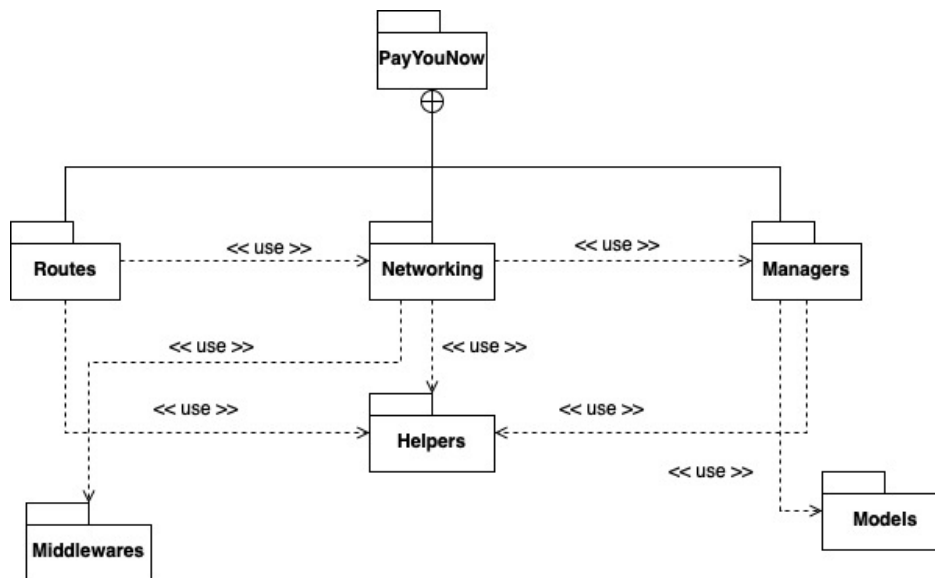 PayYouNow
<< use >>
<< use >>
Routes
Networking
Managers
<< use >>
<< use >>
<< use >>
<< use >>
Helpers
<< use >>
Models
Middlewares